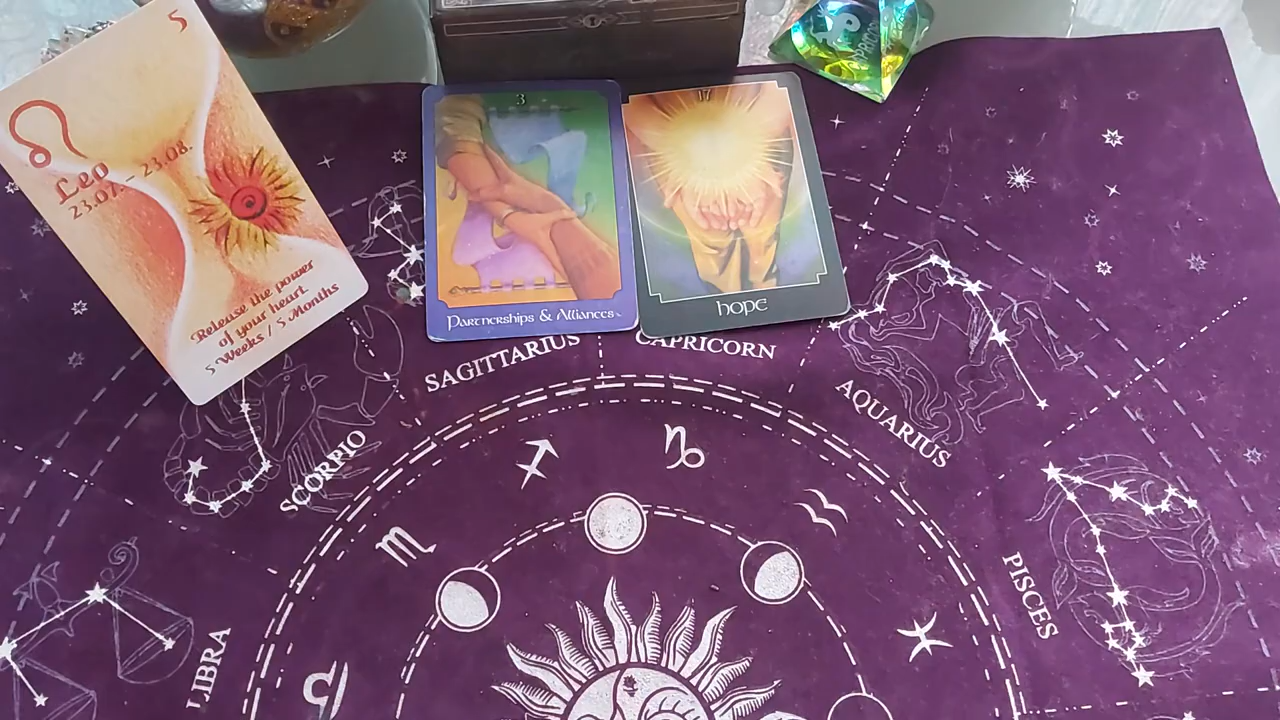 5
Leo
23.07. – 23.08.
Release the power
of your heart
5 Weeks / 5 Months
3
Partnerships & Alliances
17
hope
SAGITTARIUS
CAPRICORN
SCORPIO
AQUARIUS
LIBRA
PISCES